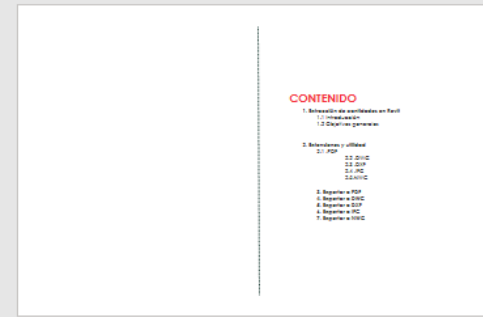 CONTENIDO
1. Extracción de cantidades en Revit
1.1 Introducción
1.2 Objetivos generales
2. Extensiones y utilidad
2.1 .PDF
2.2 .DWG
2.3 .DXF
2.4 .IFC
2.5.NWC
3. Exportar a PDF
4. Exportar a DWG
5. Exportar a DXF
6. Exportar a IFC
7. Exportar a NWC